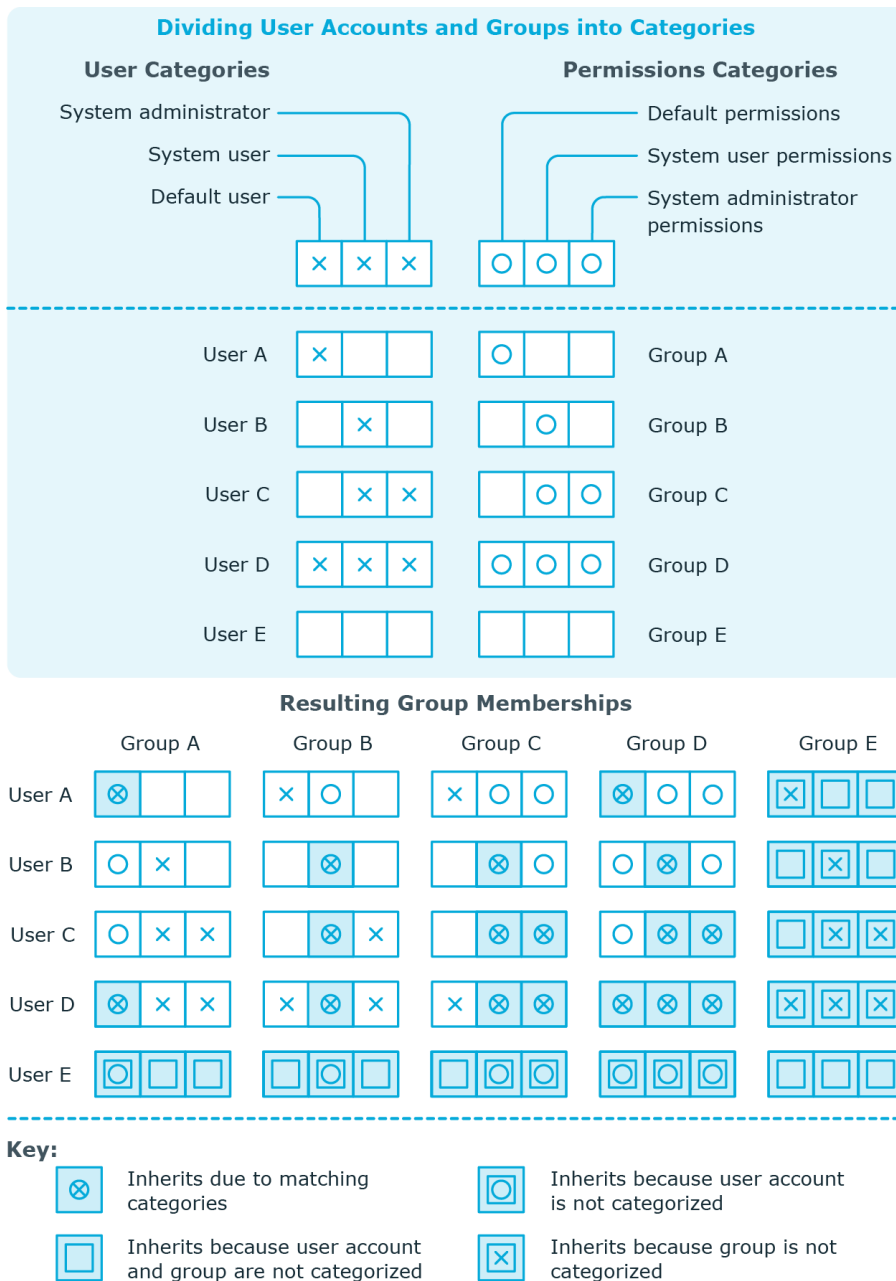 Dividing User Accounts and Groups into Categories
User Categories
Permissions Categories
System administrator
Default permissions
System user
System user permissions
Default user
System administrator
permissions
User A
Group A
User B
Group B
User C
Group C
User D
Group D
User E
Group E
Resulting Group Memberships
Group A
Group B
Group C
Group D
Group E
User A
User B
User C
User D
User E
Key:
Inherits due to matching
categories
Inherits because user account
is not categorized
Inherits because user account
and group are not categorized
Inherits because group is not
categorized